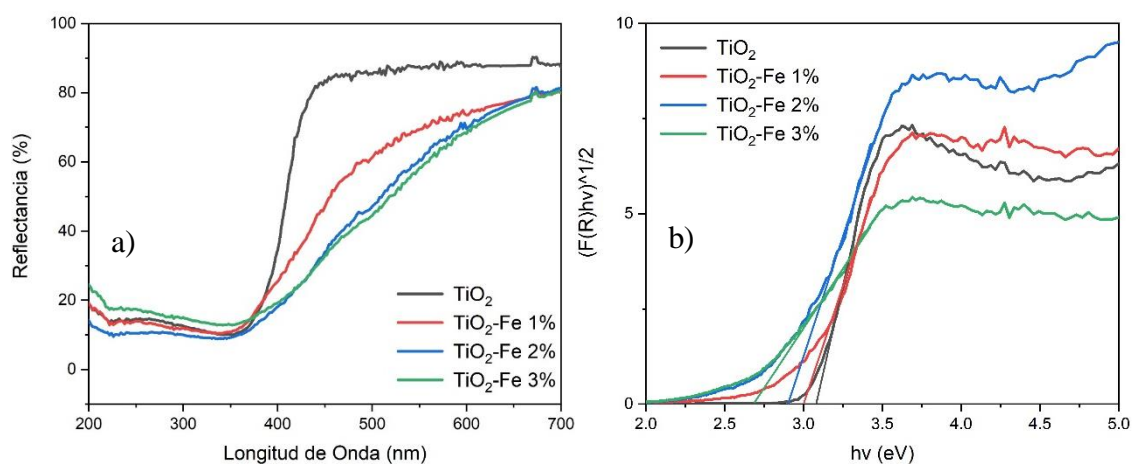 100
80
60
40
20
0
Reflectancia (%)
a)
TiO₂
TiO₂-Fe 1%
TiO₂-Fe 2%
TiO₂-Fe 3%
200 300 400 500 600 700
Longitud de Onda (nm)
10
5
0
(F(R)hv)^1/2
TiO₂
TiO₂-Fe 1%
TiO₂-Fe 2%
TiO₂-Fe 3%
b)
2.0 2.5 3.0 3.5 4.0 4.5 5.0
hv (eV)